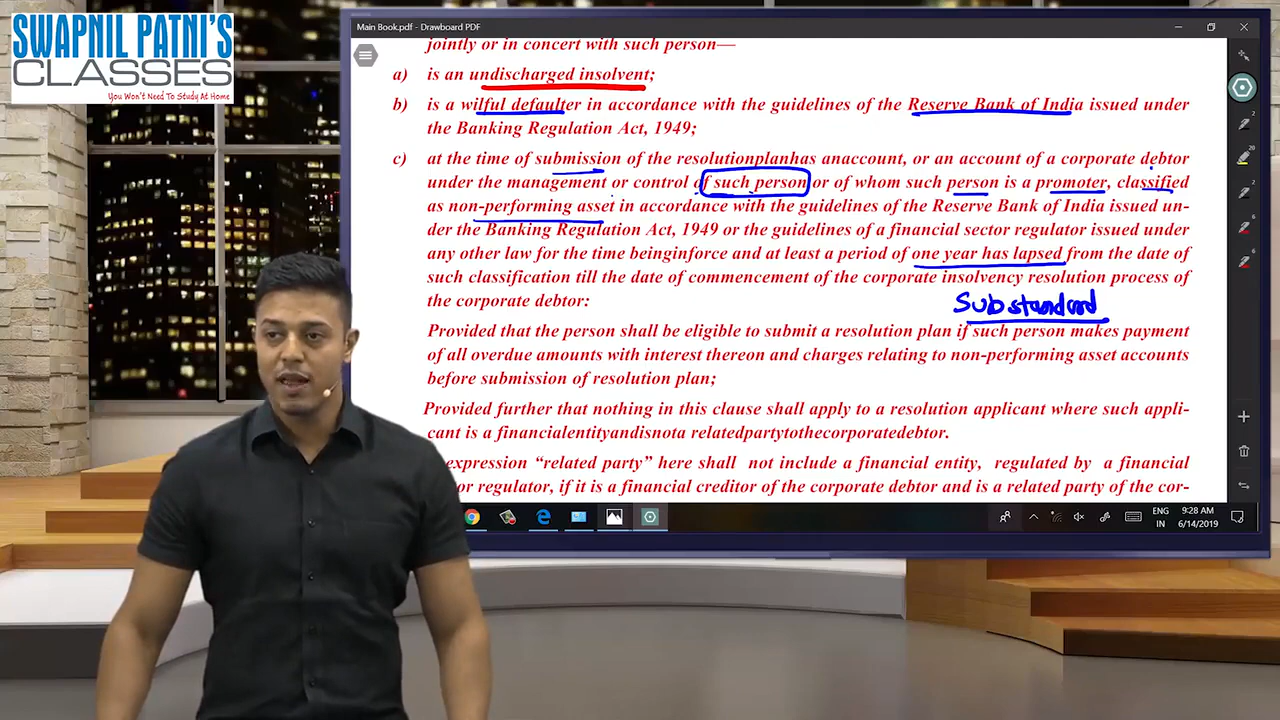 SWAPNIL PATNI'S
CLASSES
You Won't Need To Study At Home
Main Book.pdf - Drawboard PDF
jointly or in concert with such person—
a) is an undischarged insolvent;
b) is a wilful defaulter in accordance with the guidelines of the Reserve Bank of India issued under
the Banking Regulation Act, 1949;
c) at the time of submission of the resolutionplanhas anaccount, or an account of a corporate debtor
under the management or control of such person or of whom such person is a promoter, classified
as non-performing asset in accordance with the guidelines of the Reserve Bank of India issued un-
der the Banking Regulation Act, 1949 or the guidelines of a financial sector regulator issued under
any other law for the time beinginforce and at least a period of one year has lapsed from the date of
such classification till the date of commencement of the corporate insolvency resolution process of
the corporate debtor:
Substandard
Provided that the person shall be eligible to submit a resolution plan if such person makes payment
of all overdue amounts with interest thereon and charges relating to non-performing asset accounts
before submission of resolution plan;
Provided further that nothing in this clause shall apply to a resolution applicant where such appli-
cant is a financialentityandisnota relatedpartytothecorporatedebtor.
expression "related party" here shall not include a financial entity, regulated by a financial
or regulator, if it is a financial creditor of the corporate debtor and is a related party of the cor-
ENG
IN
9:28 AM
6/14/2019